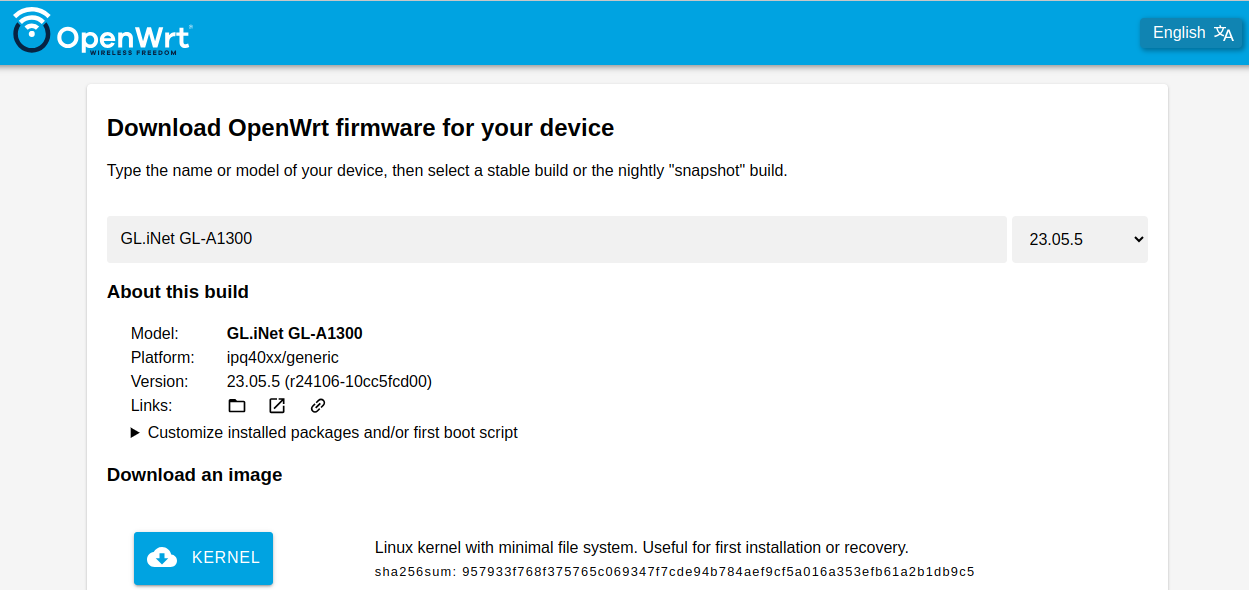 OpenWrt
WIRELESS FREEDOM
English
Download OpenWrt firmware for your device
Type the name or model of your device, then select a stable build or the nightly "snapshot" build.
GL.iNet GL-A1300
23.05.5
About this build
Model: GL.iNet GL-A1300
Platform: ipq40xx/generic
Version: 23.05.5 (r24106-10cc5fcd00)
Links:
Customize installed packages and/or first boot script
Download an image
KERNEL
Linux kernel with minimal file system. Useful for first installation or recovery.
sha256sum: 957933f768f375765c069347f7cde94b784aef9cf5a016a353efb61a2b1db9c5